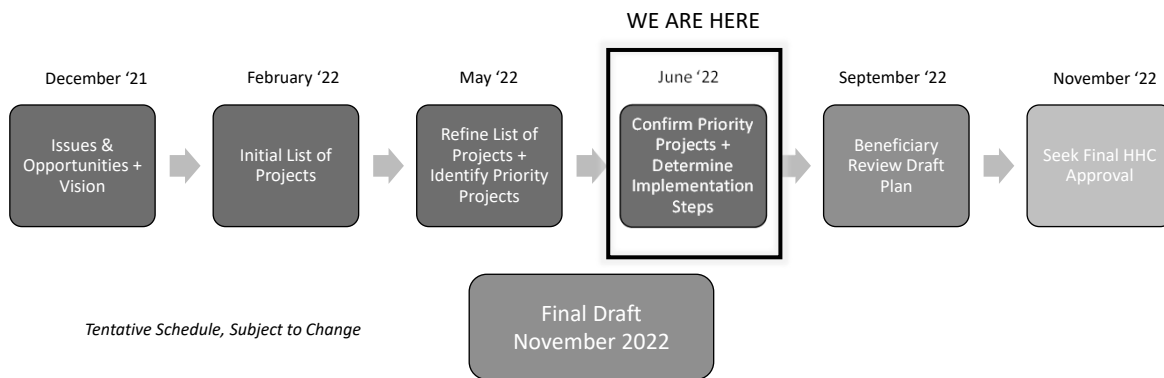 WE ARE HERE
December ‘21
February ‘22
May ‘22
June ‘22
September ‘22
November ‘22
Issues &
Opportunities +
Vision
Initial List of
Projects
Refine List of
Projects +
Identify Priority
Projects
Confirm Priority
Projects +
Determine
Implementation
Steps
Beneficiary
Review Draft
Plan
Seek Final HHC
Approval
Tentative Schedule, Subject to Change
Final Draft
November 2022